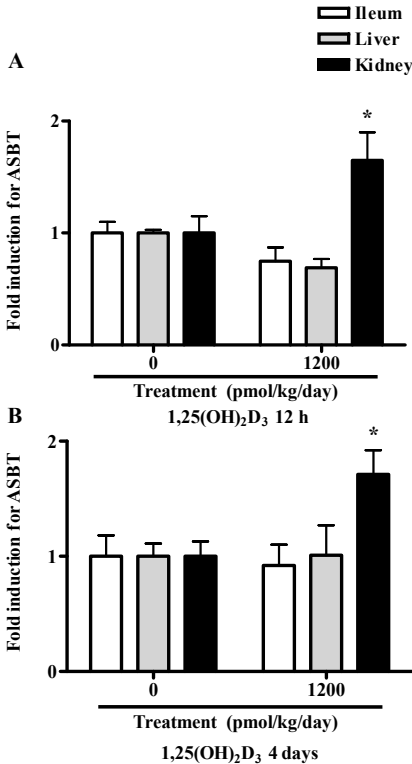 Ileum
Liver
Kidney
A
Fold induction for ASBT
2
1
0
*
0 1200
Treatment (pmol/kg/day)
1,25(OH)₂D₃ 12 h
B
Fold induction for ASBT
2
1
0
*
0 1200
Treatment (pmol/kg/day)
1,25(OH)₂D₃ 4 days